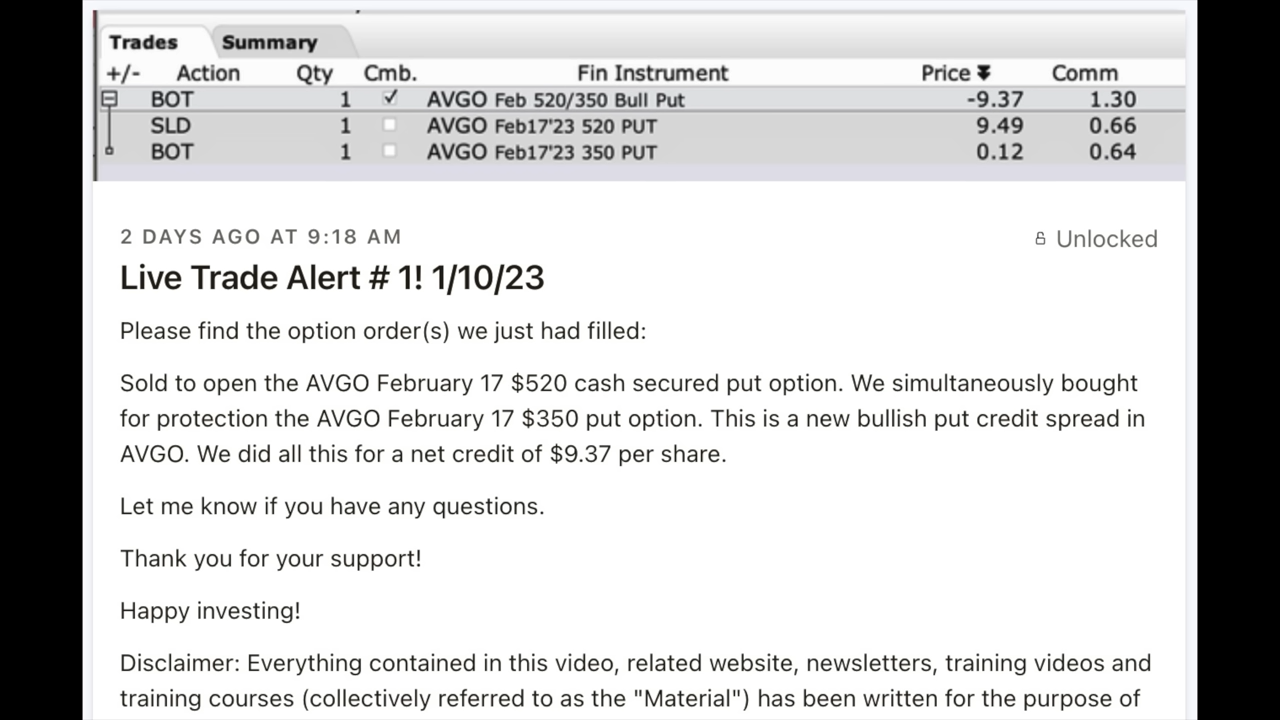 Trades Summary
+/- Action Qty Cmb. Fin Instrument Price Comm
BOT 1 AVGO Feb 520/350 Bull Put -9.37 1.30
SLD 1 AVGO Feb17'23 520 PUT 9.49 0.66
BOT 1 AVGO Feb17'23 350 PUT 0.12 0.64
2 DAYS AGO AT 9:18 AM Unlocked
Live Trade Alert # 1! 1/10/23
Please find the option order(s) we just had filled:
Sold to open the AVGO February 17 $520 cash secured put option. We simultaneously bought
for protection the AVGO February 17 $350 put option. This is a new bullish put credit spread in
AVGO. We did all this for a net credit of $9.37 per share.
Let me know if you have any questions.
Thank you for your support!
Happy investing!
Disclaimer: Everything contained in this video, related website, newsletters, training videos and
training courses (collectively referred to as the "Material") has been written for the purpose of